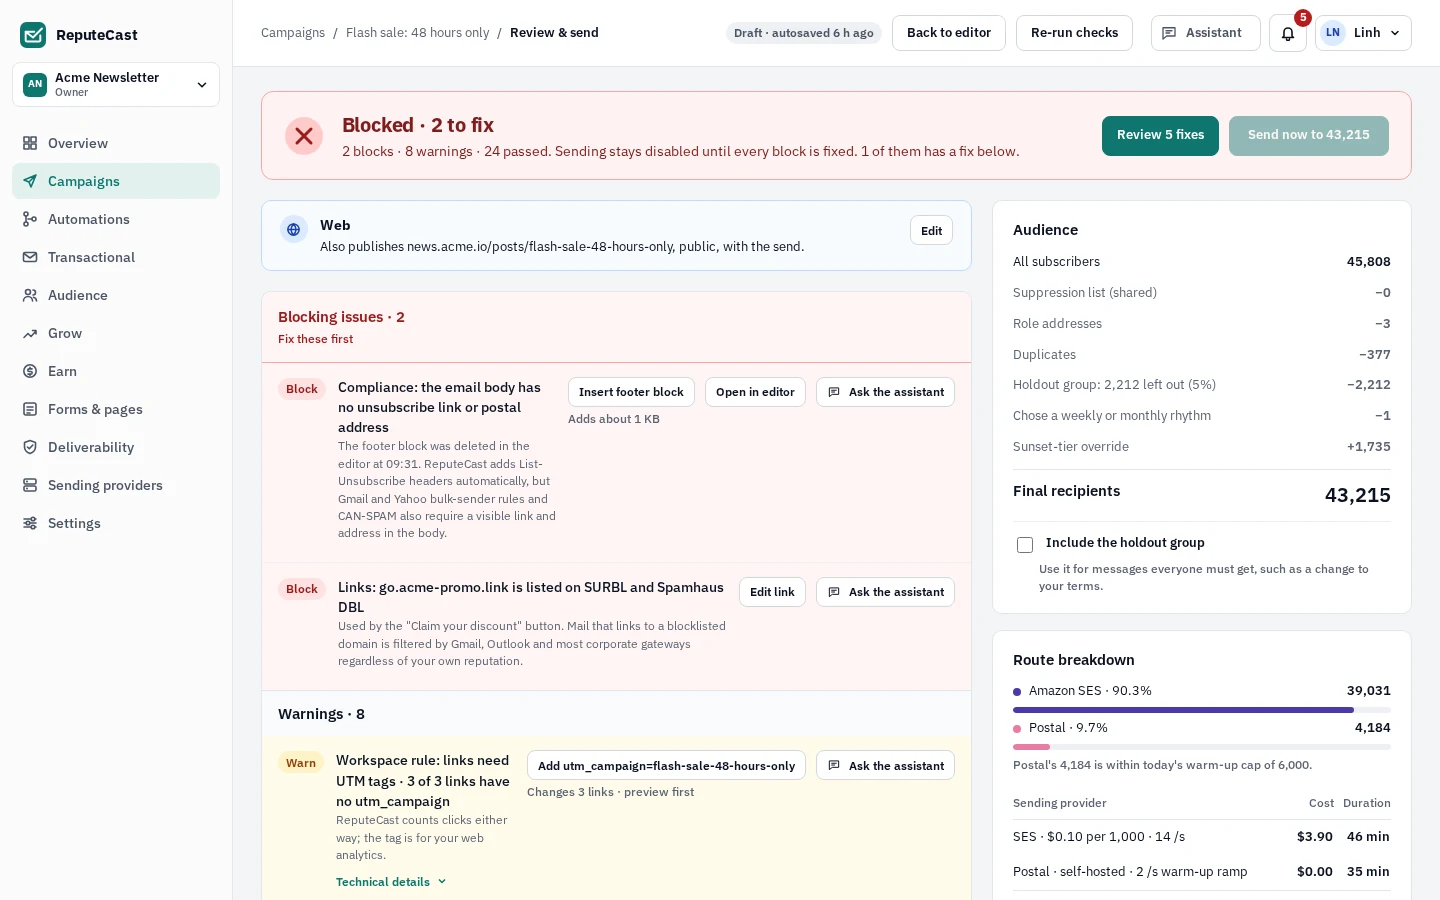 ReputeCast
AN
Acme Newsletter
Owner
Overview
Campaigns
Automations
Transactional
Audience
Grow
Earn
Forms & pages
Deliverability
Sending providers
Settings
Campaigns / Flash sale: 48 hours only / Review & send
Draft · autosaved 6 h ago
Back to editor
Re-run checks
Assistant
5
LN
Linh
Blocked · 2 to fix
2 blocks · 8 warnings · 24 passed. Sending stays disabled until every block is fixed. 1 of them has a fix below.
Review 5 fixes
Send now to 43,215
Web
Also publishes news.acme.io/posts/flash-sale-48-hours-only, public, with the send.
Edit
Blocking issues · 2
Fix these first
Block
Compliance: the email body has
no unsubscribe link or postal
address
The footer block was deleted in the
editor at 09:31. ReputeCast adds List-
Unsubscribe headers automatically, but
Gmail and Yahoo bulk-sender rules and
CAN-SPAM also require a visible link and
address in the body.
Insert footer block
Open in editor
Ask the assistant
Adds about 1 KB
Block
Links: go.acme-promo.link is listed on SURBL and Spamhaus
DBL
Used by the "Claim your discount" button. Mail that links to a blocklisted
domain is filtered by Gmail, Outlook and most corporate gateways
regardless of your own reputation.
Edit link
Ask the assistant
Warnings · 8
Warn
Workspace rule: links need
UTM tags · 3 of 3 links have
no utm_campaign
ReputeCast counts clicks either
way; the tag is for your web
analytics.
Technical details
Add utm_campaign=flash-sale-48-hours-only
Ask the assistant
Changes 3 links · preview first
Audience
All subscribers 45,808
Suppression list (shared) −0
Role addresses −3
Duplicates −377
Holdout group: 2,212 left out (5%) −2,212
Chose a weekly or monthly rhythm −1
Sunset-tier override +1,735
Final recipients 43,215
Include the holdout group
Use it for messages everyone must get, such as a change to
your terms.
Route breakdown
Amazon SES · 90.3% 39,031
Postal · 9.7% 4,184
Postal's 4,184 is within today's warm-up cap of 6,000.
Sending provider Cost Duration
SES · $0.10 per 1,000 · 14 /s $3.90 46 min
Postal · self-hosted · 2 /s warm-up ramp $0.00 35 min